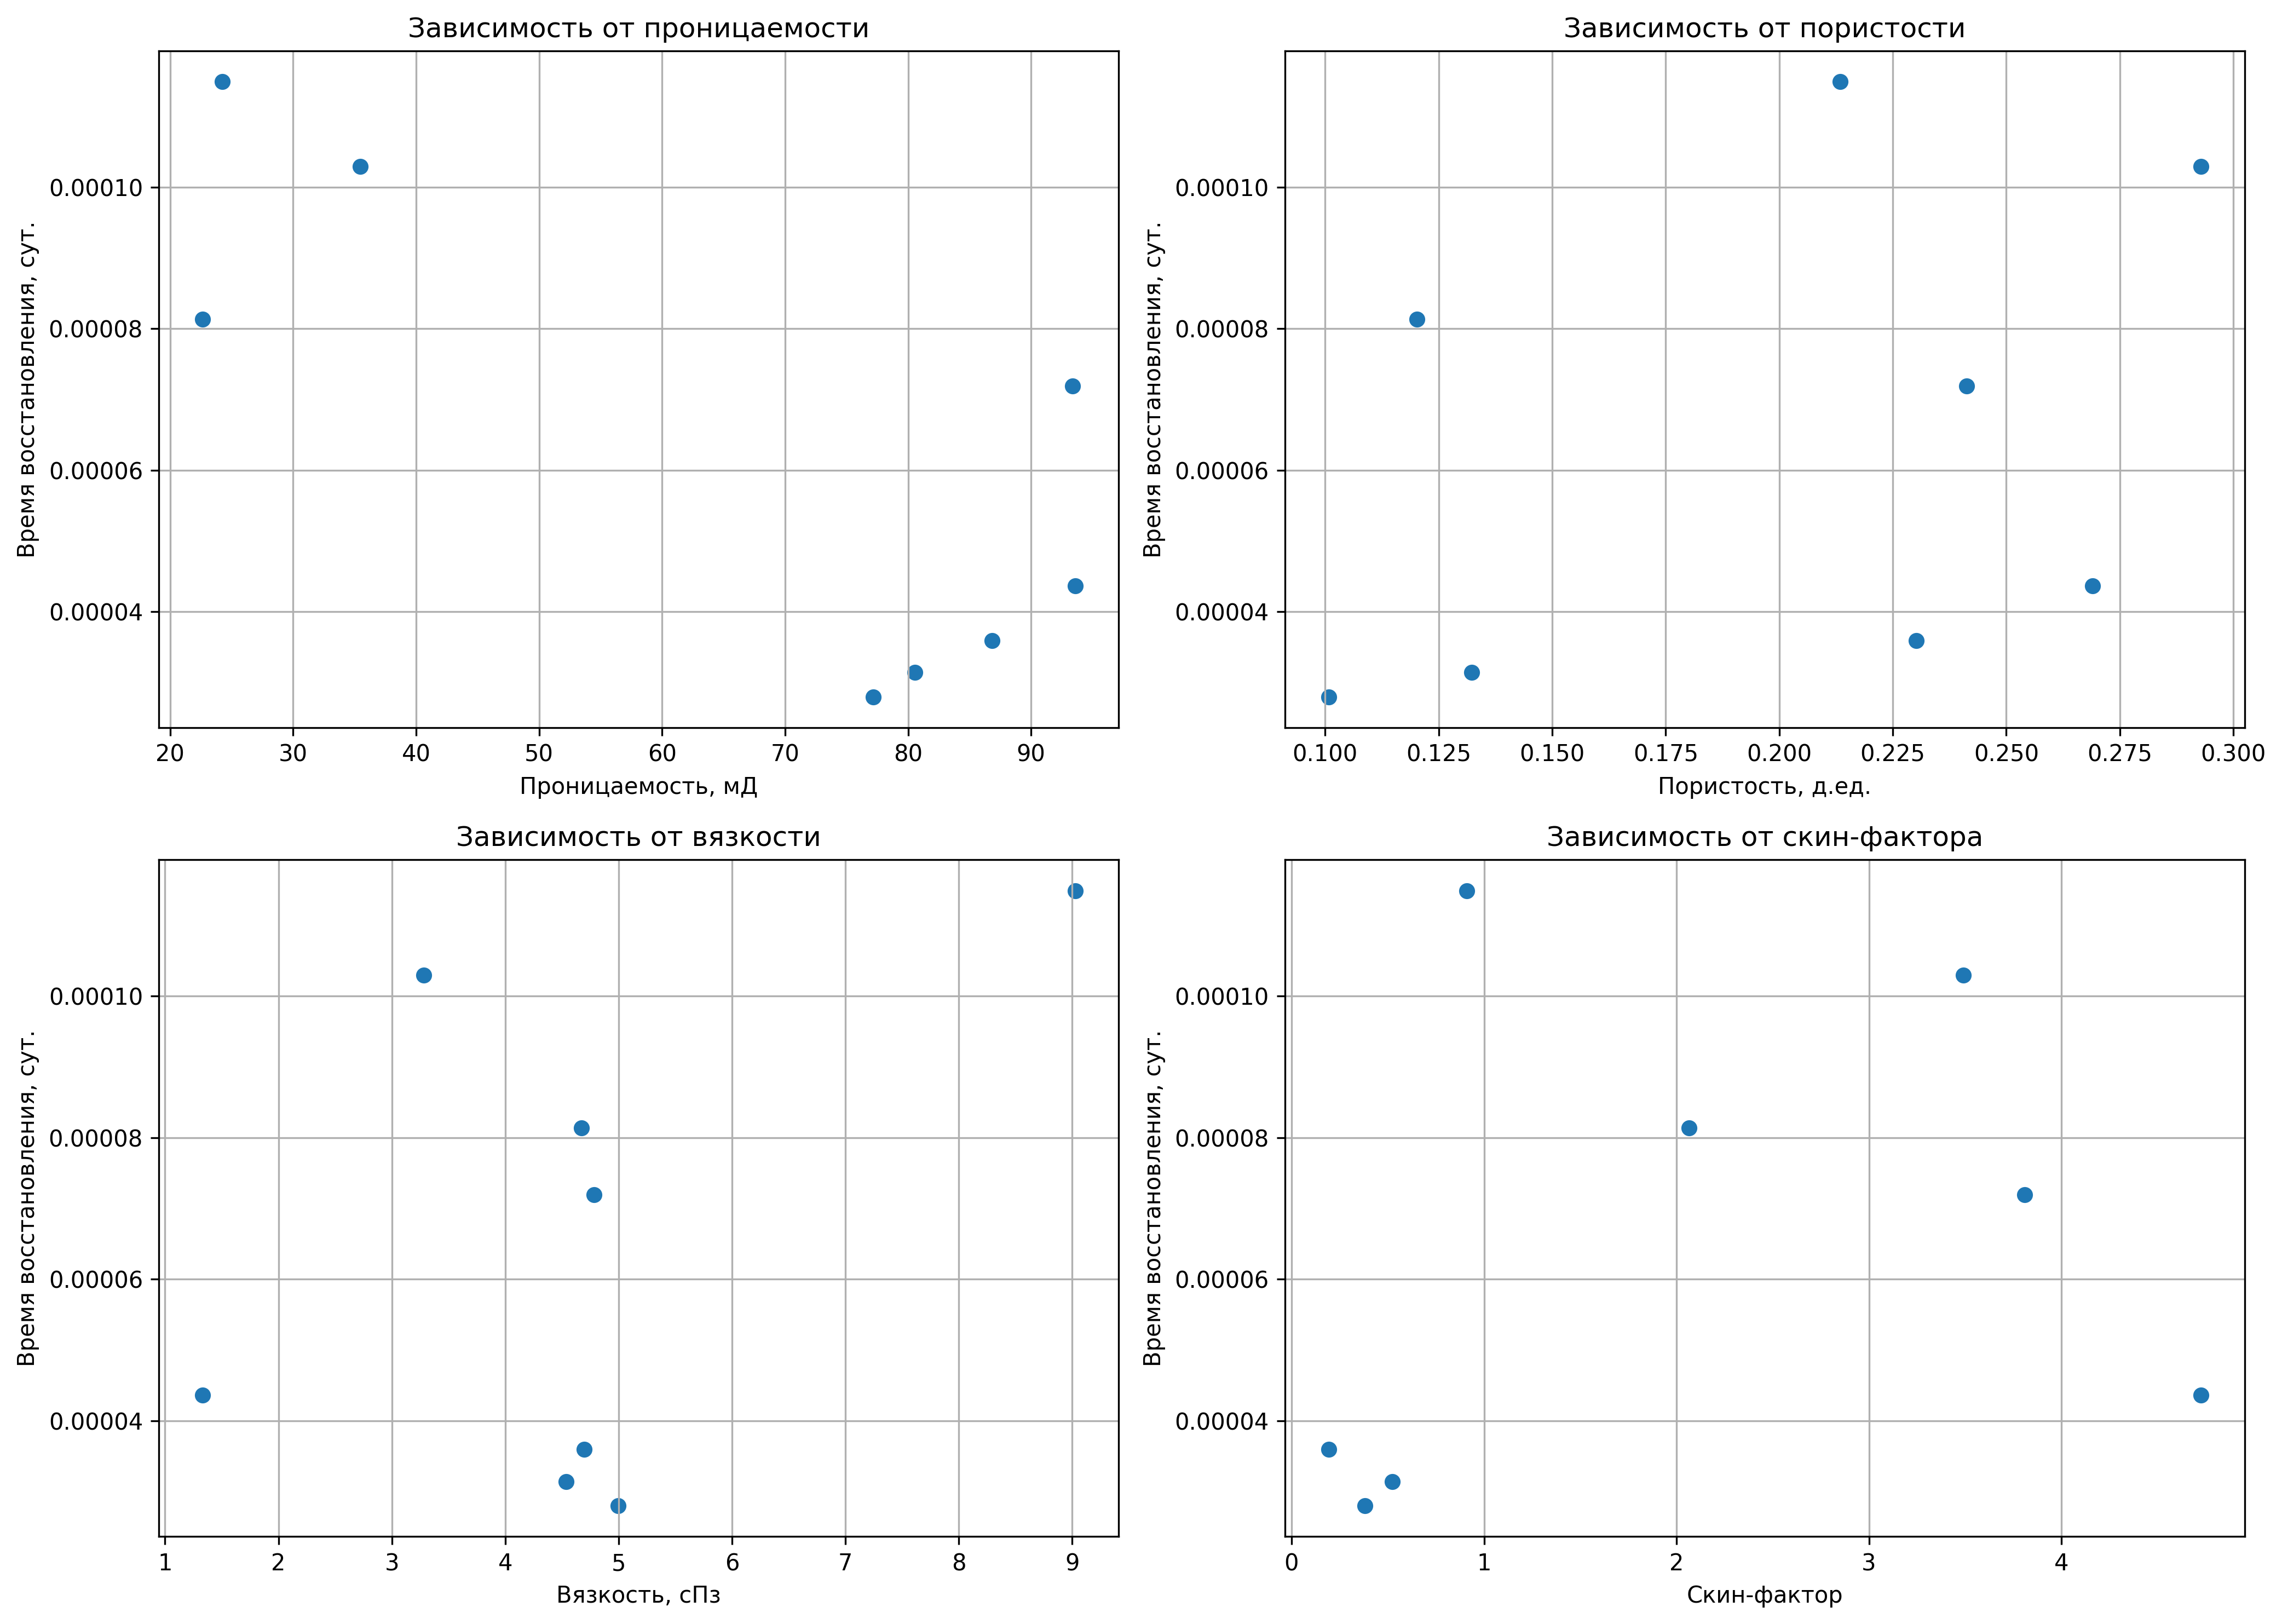 Зависимость от проницаемости
Время восстановления, сут.
0.00010
0.00008
0.00006
0.00004
20 30 40 50 60 70 80 90
Проницаемость, мД
Зависимость от пористости
Время восстановления, сут.
0.00010
0.00008
0.00006
0.00004
0.100 0.125 0.150 0.175 0.200 0.225 0.250 0.275 0.300
Пористость, д.ед.
Зависимость от вязкости
Время восстановления, сут.
0.00010
0.00008
0.00006
0.00004
1 2 3 4 5 6 7 8 9
Вязкость, сПз
Зависимость от скин-фактора
Время восстановления, сут.
0.00010
0.00008
0.00006
0.00004
0 1 2 3 4
Скин-фактор